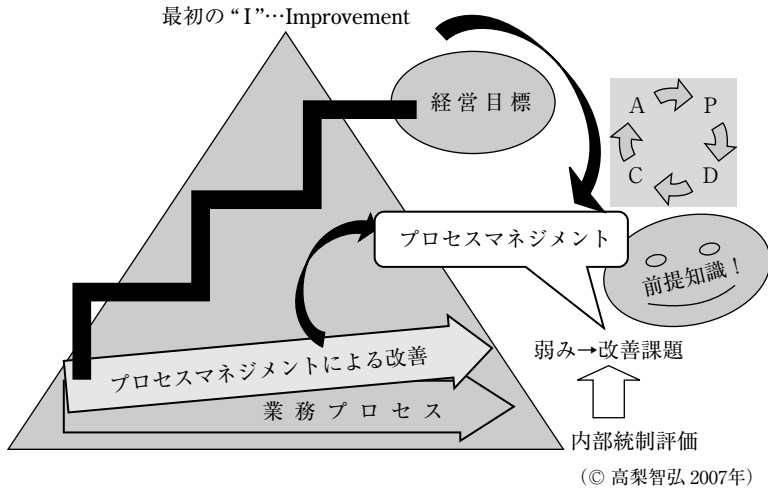 最初の“I”…Improvement
経営目標
A P
C D
プロセスマネジメント
前提知識！
弱み→改善課題
プロセスマネジメントによる改善
業務プロセス
内部統制評価
（© 高梨智弘 2007年）